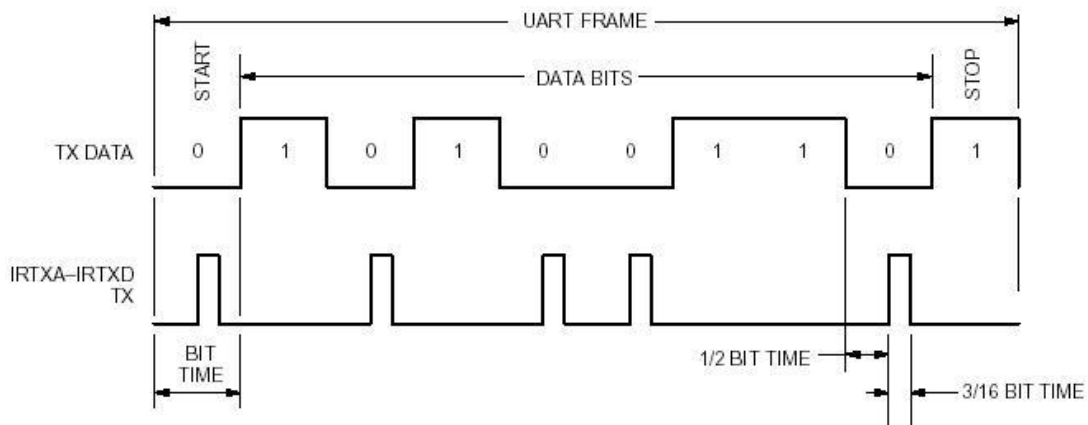 UART FRAME
START
DATA BITS
STOP
TX DATA
0 1 0 1 0 0 1 1 0 1
IRTXA–IRTXD
TX
BIT
TIME
1/2 BIT TIME
3/16 BIT TIME